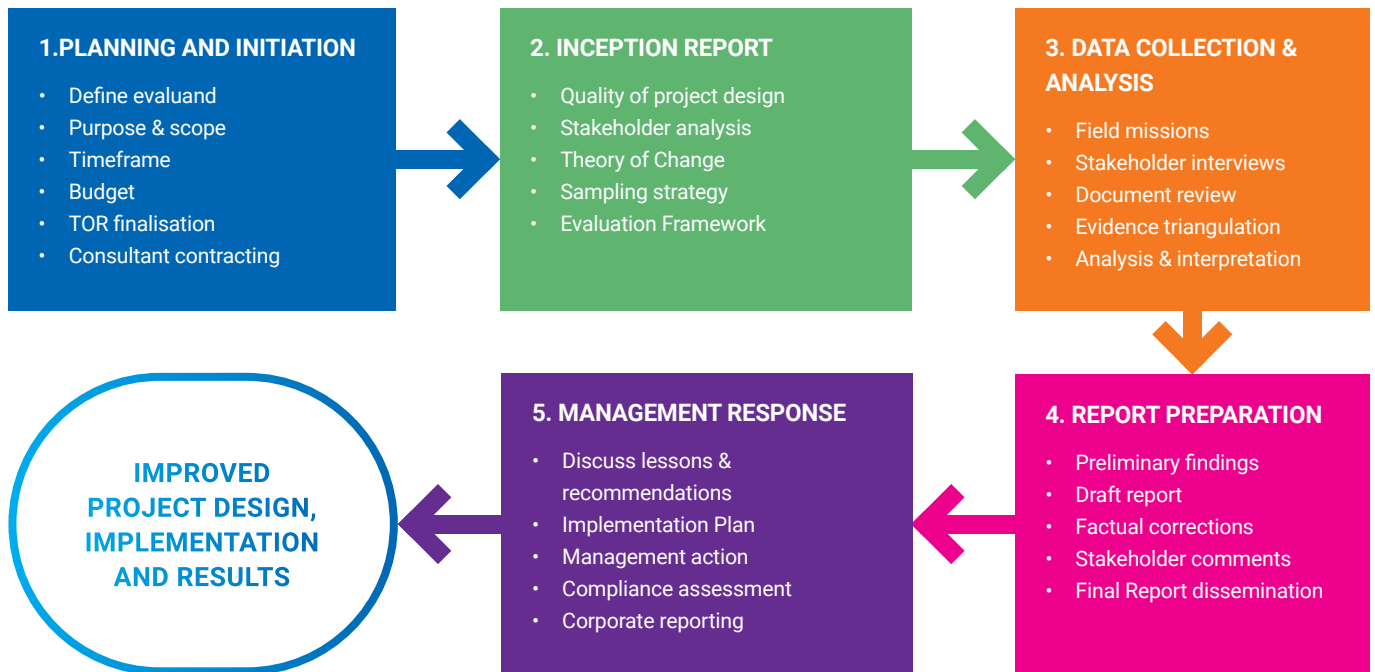 1.PLANNING AND INITIATION
• Define evaluand
• Purpose & scope
• Timeframe
• Budget
• TOR finalisation
• Consultant contracting
2. INCEPTION REPORT
• Quality of project design
• Stakeholder analysis
• Theory of Change
• Sampling strategy
• Evaluation Framework
3. DATA COLLECTION &
ANALYSIS
• Field missions
• Stakeholder interviews
• Document review
• Evidence triangulation
• Analysis & interpretation
4. REPORT PREPARATION
• Preliminary findings
• Draft report
• Factual corrections
• Stakeholder comments
• Final Report dissemination
5. MANAGEMENT RESPONSE
• Discuss lessons &
recommendations
• Implementation Plan
• Management action
• Compliance assessment
• Corporate reporting
IMPROVED
PROJECT DESIGN,
IMPLEMENTATION
AND RESULTS